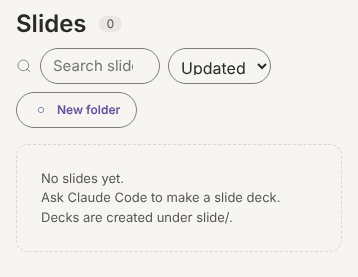 Slides 0
Search slid
Updated
New folder
No slides yet.
Ask Claude Code to make a slide deck.
Decks are created under slide/.